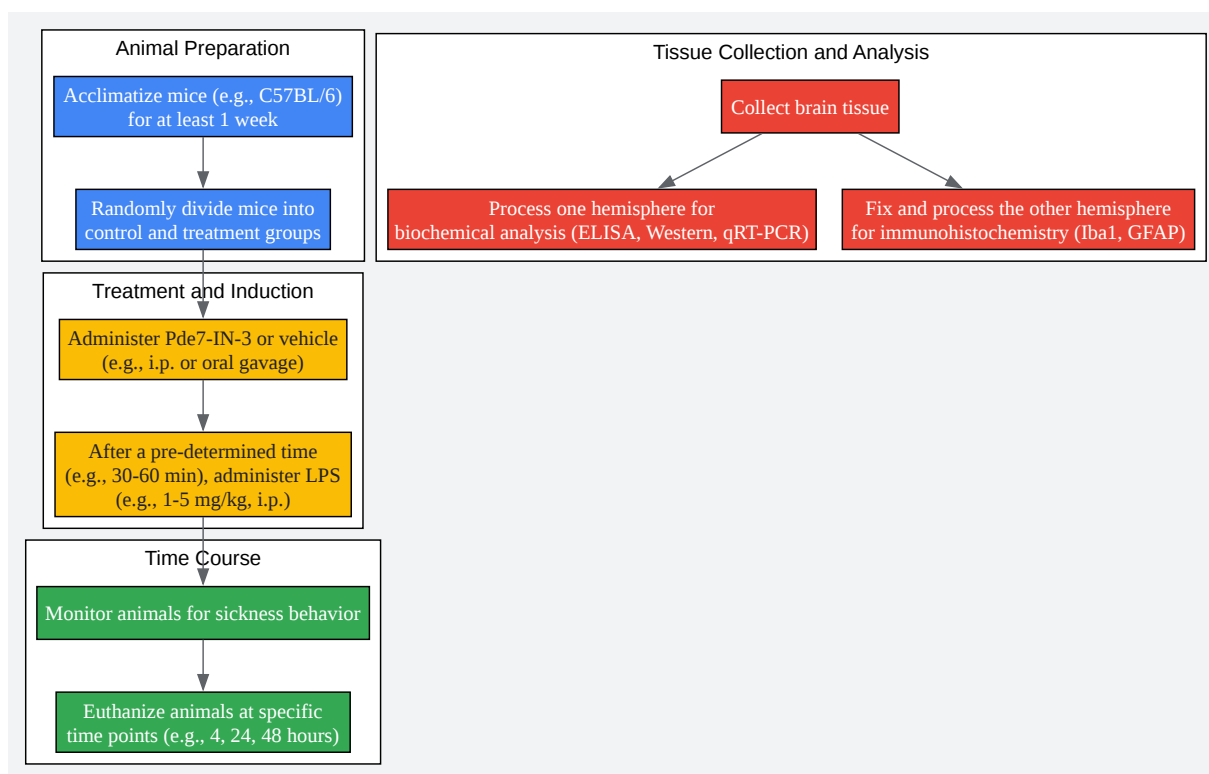 Animal Preparation
Acclimatize mice (e.g., C57BL/6)
for at least 1 week
Randomly divide mice into
control and treatment groups
Treatment and Induction
Administer Pde7-IN-3 or vehicle
(e.g., i.p. or oral gavage)
After a pre-determined time
(e.g., 30-60 min), administer LPS
(e.g., 1-5 mg/kg, i.p.)
Time Course
Monitor animals for sickness behavior
Euthanize animals at specific
time points (e.g., 4, 24, 48 hours)
Tissue Collection and Analysis
Collect brain tissue
Process one hemisphere for
biochemical analysis (ELISA, Western, qRT-PCR)
Fix and process the other hemisphere
for immunohistochemistry (Iba1, GFAP)